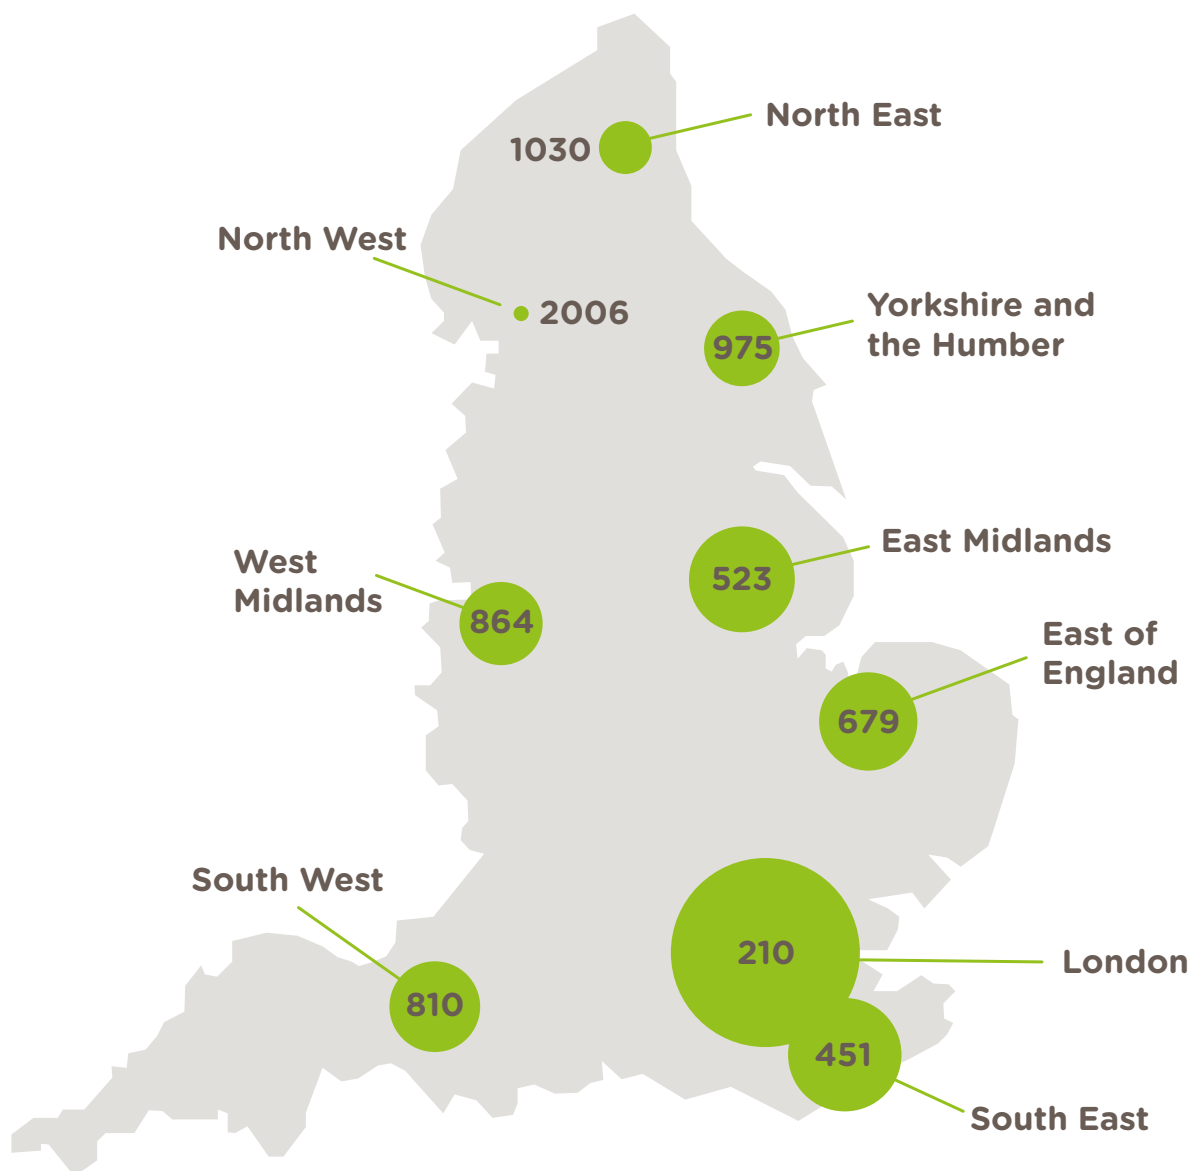 North East
1030
North West
2006
Yorkshire and
the Humber
975
East Midlands
523
West
Midlands
864
East of
England
679
South West
810
210
London
451
South East